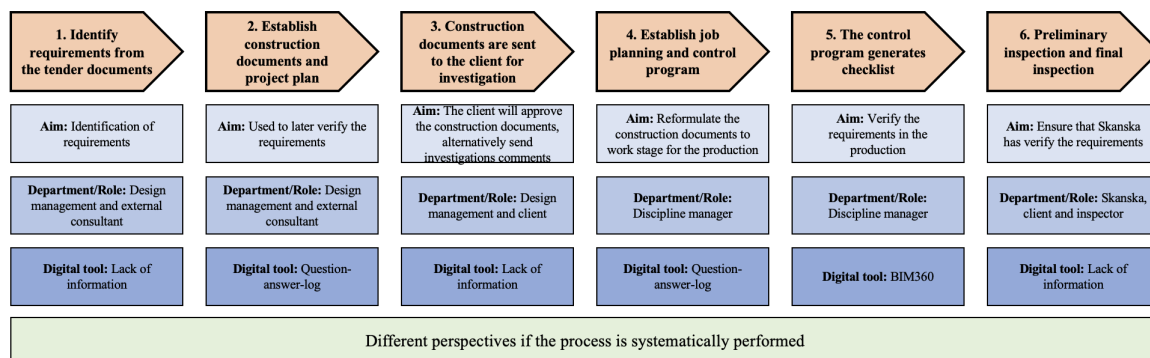 1. Identify
requirements from
the tender documents
2. Establish
construction
documents and
project plan
3. Construction
documents are sent
to the client for
investigation
4. Establish job
planning and control
program
5. The control
program generates
checklist
6. Preliminary
inspection and final
inspection
Aim: Identification of
requirements
Aim: Used to later verify the
requirements
Aim: The client will approve
the construction documents,
alternatively send
investigations comments
Aim: Reformulate the
construction documents to
work stage for the production
Aim: Verify the
requirements in the
production
Aim: Ensure that Skanska
has verify the requirements
Department/Role: Design
management and external
consultant
Department/Role: Design
management and external
consultant
Department/Role: Design
management and client
Department/Role:
Discipline manager
Department/Role:
Discipline manager
Department/Role: Skanska,
client and inspector
Digital tool: Lack of
information
Digital tool: Question-
answer-log
Digital tool: Lack of
information
Digital tool: Question-
answer-log
Digital tool: BIM360
Digital tool: Lack of
information
Different perspectives if the process is systematically performed